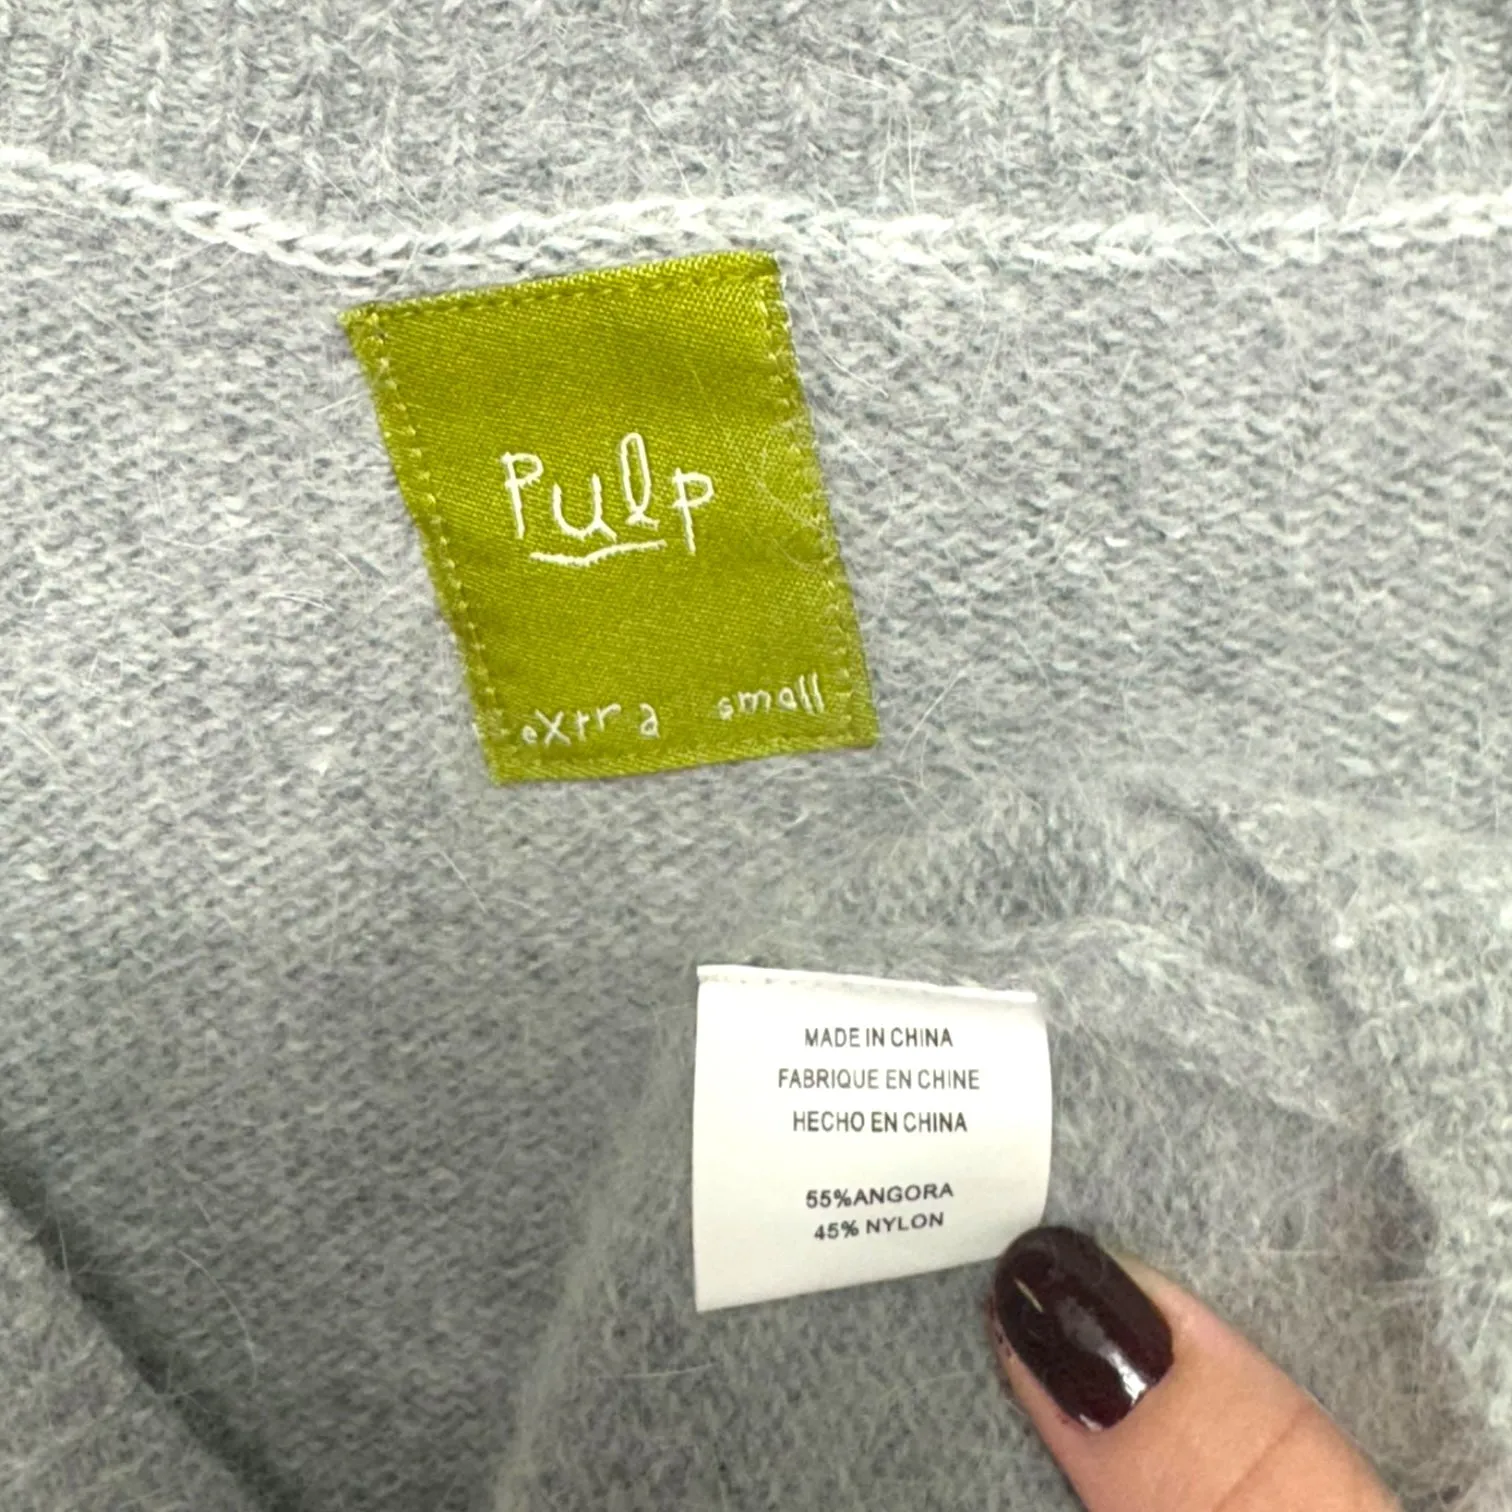 Pulp
extra small
MADE IN CHINA
FABRIQUE EN CHINE
HECHO EN CHINA
55%ANGORA
45% NYLON